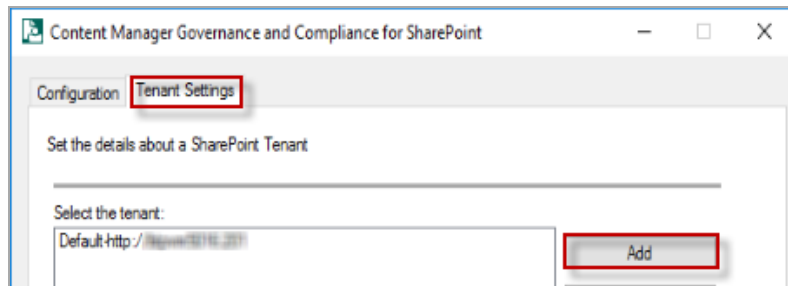 Content Manager Governance and Compliance for SharePoint
Configuration Tenant Settings
Set the details about a SharePoint Tenant
Select the tenant:
Default-http:/
Add